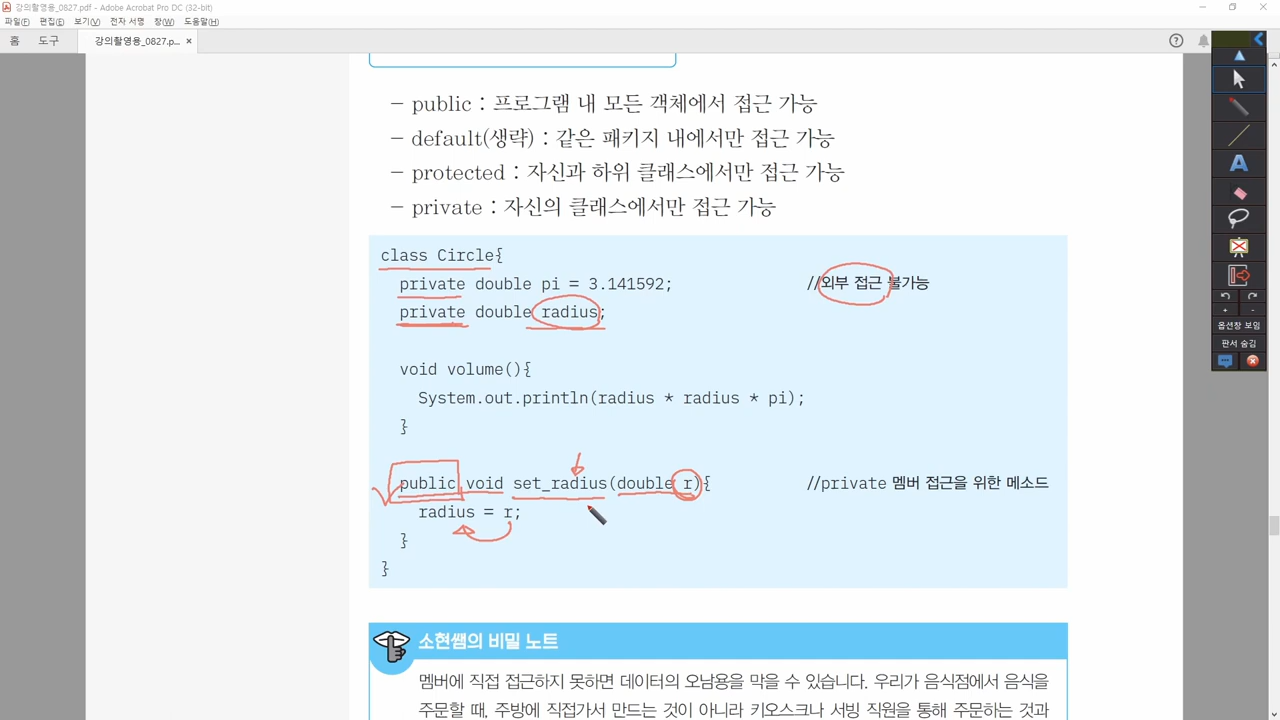 강의촬영용_0827.pdf - Adobe Acrobat Pro DC (32-bit)
파일(F) 편집(E) 보기(V) 전자 서명 창(W) 도움말(H)
홈 도구 강의촬영용_0827.p... ×
– public : 프로그램 내 모든 객체에서 접근 가능
– default(생략) : 같은 패키지 내에서만 접근 가능
– protected : 자신과 하위 클래스에서만 접근 가능
– private : 자신의 클래스에서만 접근 가능
class Circle{
private double pi = 3.141592; //외부 접근 불가능
private double radius;
void volume(){
System.out.println(radius * radius * pi);
}
public void set_radius(double r){ //private 멤버 접근을 위한 메소드
radius = r;
}
}
소현쌤의 비밀 노트
멤버에 직접 접근하지 못하면 데이터의 오남용을 막을 수 있습니다. 우리가 음식점에서 음식을
주문할 때, 주방에 직접가서 만드는 것이 아니라 키오스크나 서빙 직원을 통해 주문하는 것과
A
+ -
옵션창 보임
판서 숨김